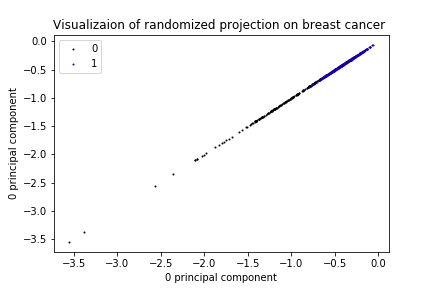 Visualizaion of randomized projection on breast cancer
0
1
0.0
−0.5
−1.0
−1.5
−2.0
−2.5
−3.0
−3.5
0 principal component
−3.5 −3.0 −2.5 −2.0 −1.5 −1.0 −0.5 0.0
0 principal component